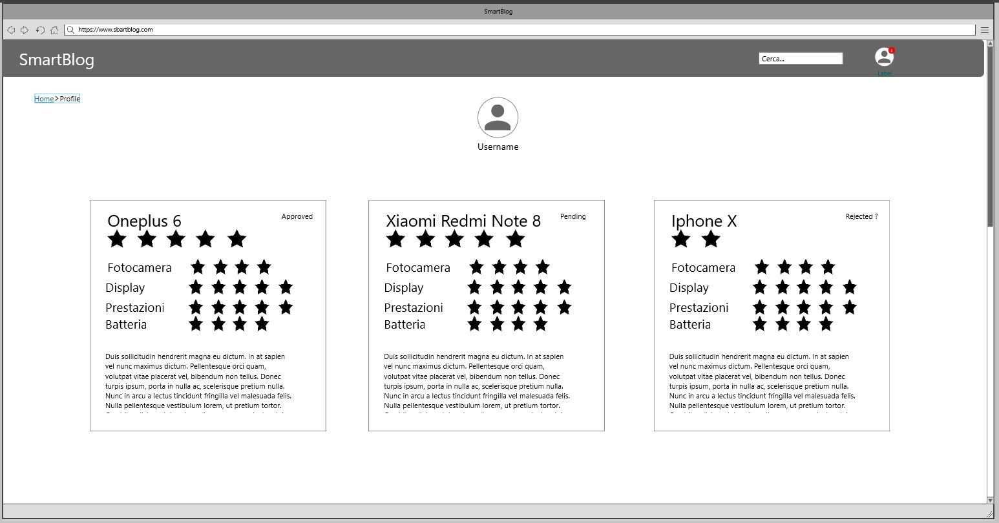 SmartBlog
https://www.sbartblog.com
SmartBlog
Cerca...
2
Label
Home > Profile
Username
Oneplus 6
Approved
Fotocamera
Display
Prestazioni
Batteria
Duis sollicitudin hendrerit magna eu dictum. In at sapien
vel nunc maximus dictum. Pellentesque orci quam,
volutpat vitae placerat vel, bibendum non tellus. Donec
turpis ipsum, porta in nulla ac, scelerisque pretium nulla.
Nunc in arcu a lectus tincidunt fringilla vel malesuada felis.
Nulla pellentesque vestibulum lorem, ut pretium tortor.
Xiaomi Redmi Note 8
Pending
Fotocamera
Display
Prestazioni
Batteria
Duis sollicitudin hendrerit magna eu dictum. In at sapien
vel nunc maximus dictum. Pellentesque orci quam,
volutpat vitae placerat vel, bibendum non tellus. Donec
turpis ipsum, porta in nulla ac, scelerisque pretium nulla.
Nunc in arcu a lectus tincidunt fringilla vel malesuada felis.
Nulla pellentesque vestibulum lorem, ut pretium tortor.
Iphone X
Rejected ?
Fotocamera
Display
Prestazioni
Batteria
Duis sollicitudin hendrerit magna eu dictum. In at sapien
vel nunc maximus dictum. Pellentesque orci quam,
volutpat vitae placerat vel, bibendum non tellus. Donec
turpis ipsum, porta in nulla ac, scelerisque pretium nulla.
Nunc in arcu a lectus tincidunt fringilla vel malesuada felis.
Nulla pellentesque vestibulum lorem, ut pretium tortor.